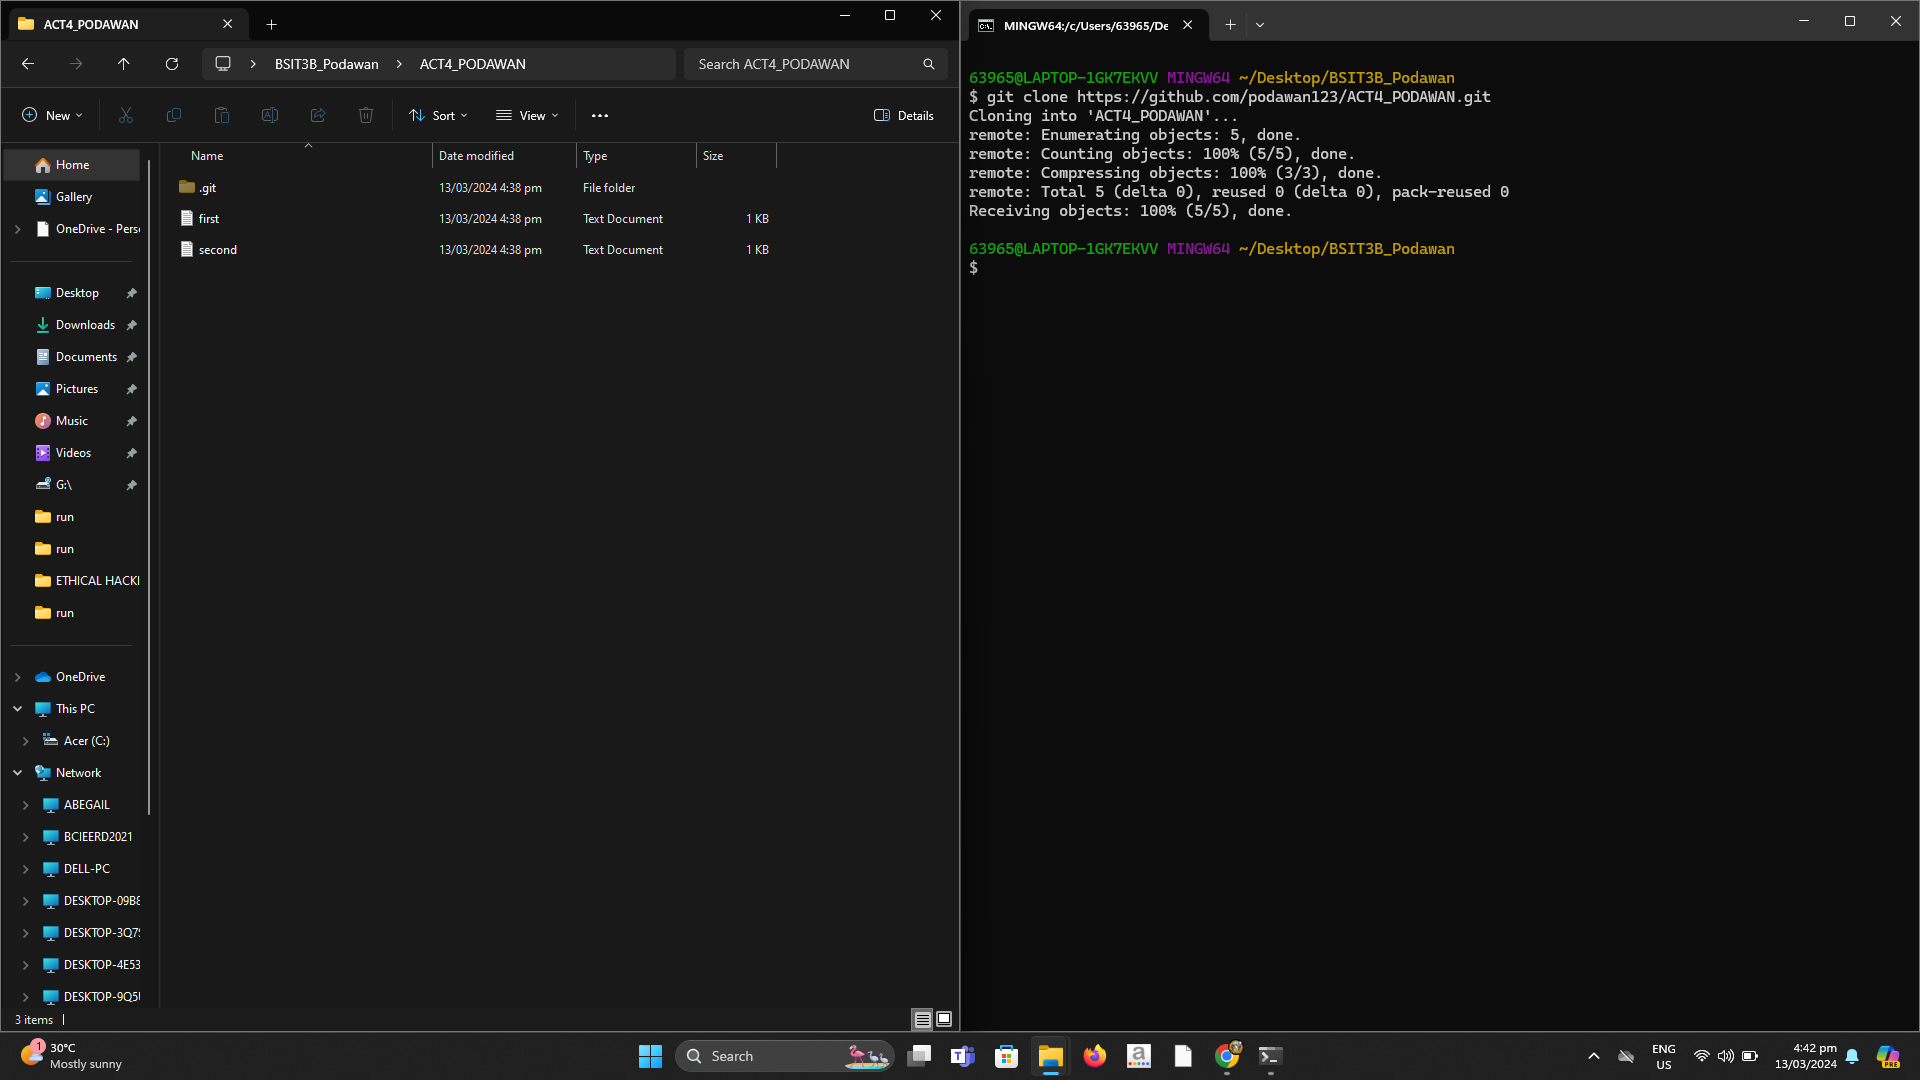 ACT4_PODAWAN
BSIT3B_Podawan
ACT4_PODAWAN
Search ACT4_PODAWAN
New
Sort
View
Details
Name
Date modified
Type
Size
.git
13/03/2024 4:38 pm
File folder
first
13/03/2024 4:38 pm
Text Document
1 KB
second
13/03/2024 4:38 pm
Text Document
1 KB
Home
Gallery
OneDrive - Pers
Desktop
Downloads
Documents
Pictures
Music
Videos
G:\
run
run
ETHICAL HACKI
run
OneDrive
This PC
Acer (C:)
Network
ABEGAIL
BCIEERD2021
DELL-PC
DESKTOP-09B8
DESKTOP-3Q7
DESKTOP-4E53
DESKTOP-9Q5
3 items
MINGW64:/c/Users/63965/De
63965@LAPTOP-1GK7EKVV MINGW64 ~/Desktop/BSIT3B_Podawan
$ git clone https://github.com/podawan123/ACT4_PODAWAN.git
Cloning into 'ACT4_PODAWAN'...
remote: Enumerating objects: 5, done.
remote: Counting objects: 100% (5/5), done.
remote: Compressing objects: 100% (3/3), done.
remote: Total 5 (delta 0), reused 0 (delta 0), pack-reused 0
Receiving objects: 100% (5/5), done.
63965@LAPTOP-1GK7EKVV MINGW64 ~/Desktop/BSIT3B_Podawan
$
1
30°C
Mostly sunny
Search
ENG
US
4:42 pm
13/03/2024
PRE